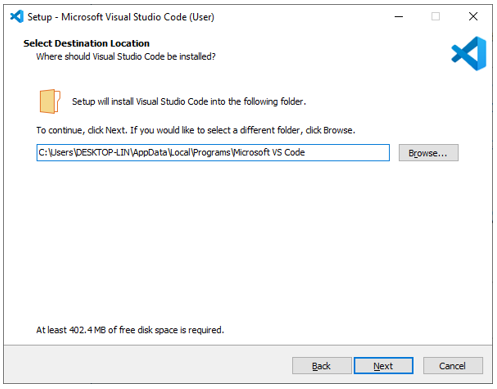 Setup - Microsoft Visual Studio Code (User)
Select Destination Location
Where should Visual Studio Code be installed?
Setup will install Visual Studio Code into the following folder.
To continue, click Next. If you would like to select a different folder, click Browse.
C:\Users\DESKTOP-LIN\AppData\Local\Programs\Microsoft VS Code
Browse...
At least 402.4 MB of free disk space is required.
Back
Next
Cancel